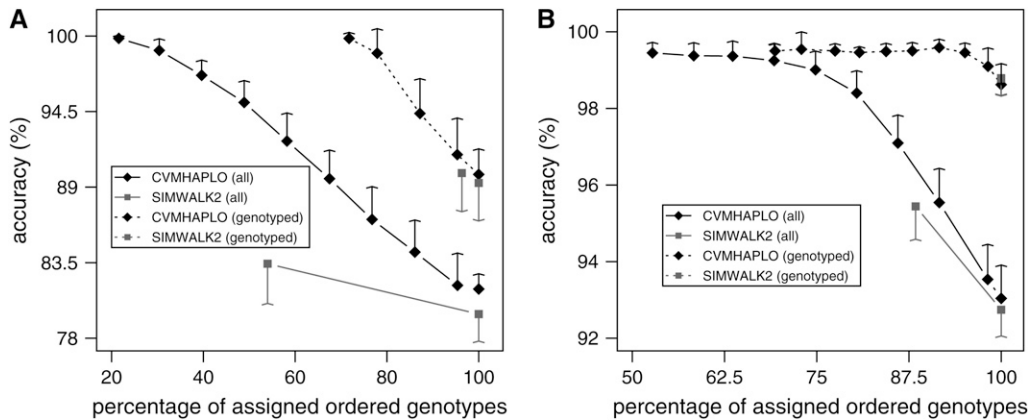 A
accuracy (%)
100
94.5
89
83.5
78
CVMHAPLO (all)
SIMWALK2 (all)
CVMHAPLO (genotyped)
SIMWALK2 (genotyped)
20 40 60 80 100
percentage of assigned ordered genotypes
B
accuracy (%)
100
98
96
94
92
CVMHAPLO (all)
SIMWALK2 (all)
CVMHAPLO (genotyped)
SIMWALK2 (genotyped)
50 62.5 75 87.5 100
percentage of assigned ordered genotypes